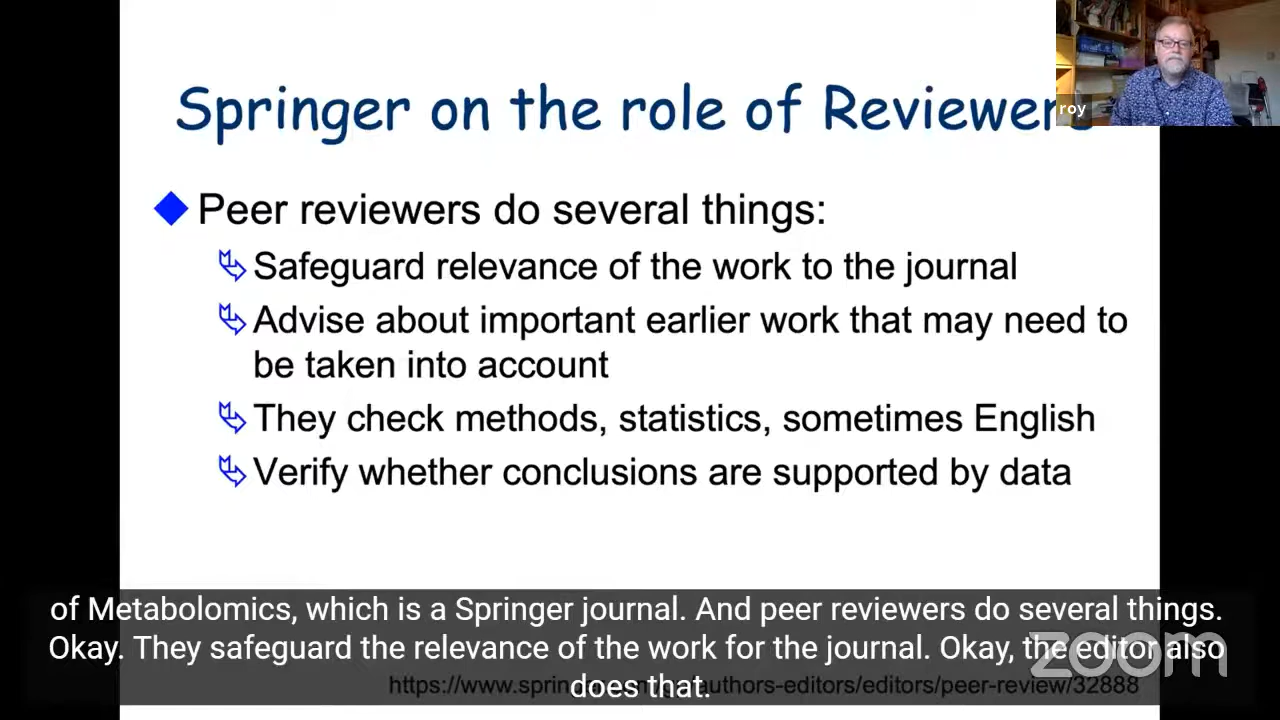 Springer on the role of Reviewers
roy
Peer reviewers do several things:
Safeguard relevance of the work to the journal
Advise about important earlier work that may need to
be taken into account
They check methods, statistics, sometimes English
Verify whether conclusions are supported by data
of Metabolomics, which is a Springer journal. And peer reviewers do several things.
Okay. They safeguard the relevance of the work for the journal. Okay, the editor also
does that.
zoom
authors-editors/editors/peer-review/32888